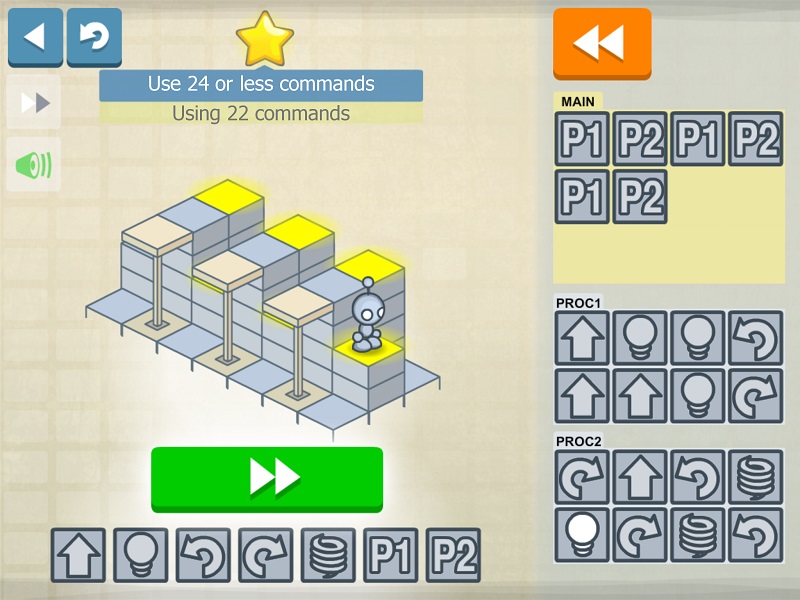 Use 24 or less commands
Using 22 commands
MAIN
P1 P2 P1 P2
P1 P2
PROC1
PROC2
P1 P2